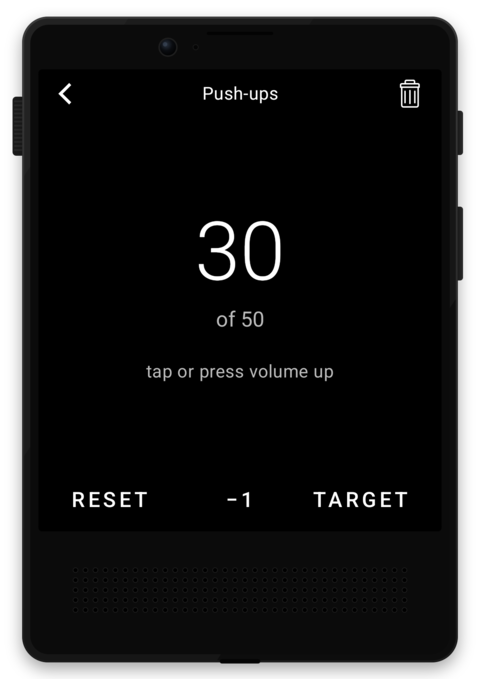 Push-ups
30
of 50
tap or press volume up
RESET
−1
TARGET